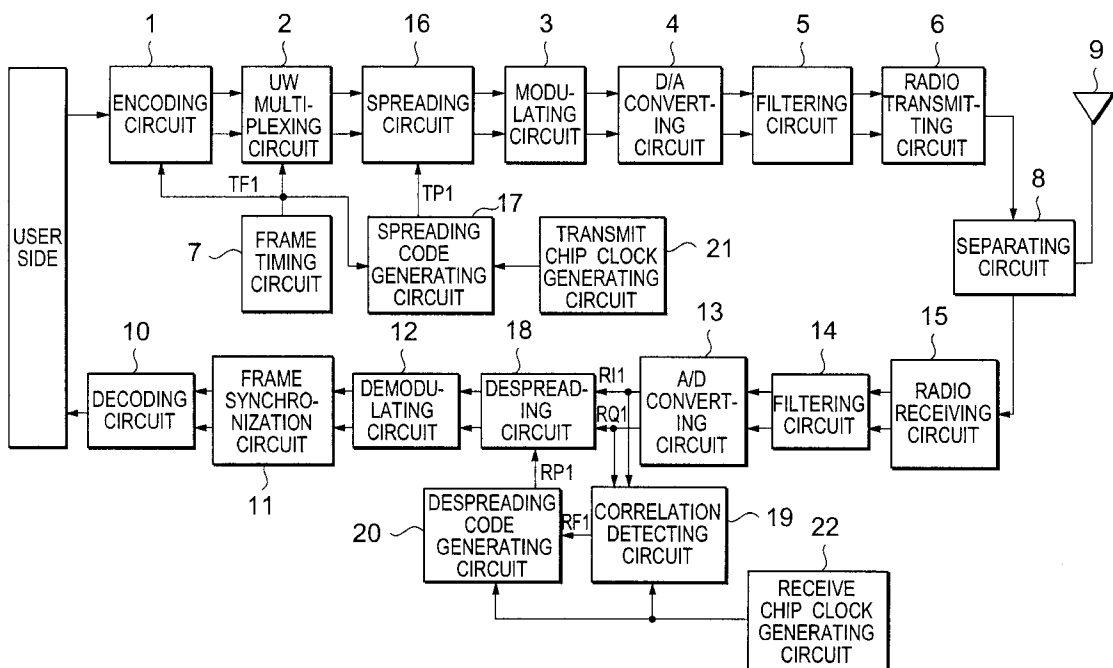 1
2
16
3
4
5
6
9
ENCODING
CIRCUIT
UW
MULTI-
PLEXING
CIRCUIT
SPREADING
CIRCUIT
MODU-
LATING
CIRCUIT
D/A
CONVERT-
ING
CIRCUIT
FILTERING
CIRCUIT
RADIO
TRANSMIT-
TING
CIRCUIT
USER
SIDE
TF1
TP1
7
FRAME
TIMING
CIRCUIT
17
SPREADING
CODE
GENERATING
CIRCUIT
TRANSMIT
CHIP CLOCK
GENERATING
CIRCUIT
21
8
SEPARATING
CIRCUIT
10
DECODING
CIRCUIT
FRAME
SYNCHRO-
NIZATION
CIRCUIT
11
12
DEMODU-
LATING
CIRCUIT
18
DESPREAD-
ING
CIRCUIT
RI1
RQ1
13
A/D
CONVERT-
ING
CIRCUIT
14
FILTERING
CIRCUIT
15
RADIO
RECEIVING
CIRCUIT
RP1
20
DESPREADING
CODE
GENERATING
CIRCUIT
RF1
CORRELATION
DETECTING
CIRCUIT
19
22
RECEIVE
CHIP CLOCK
GENERATING
CIRCUIT